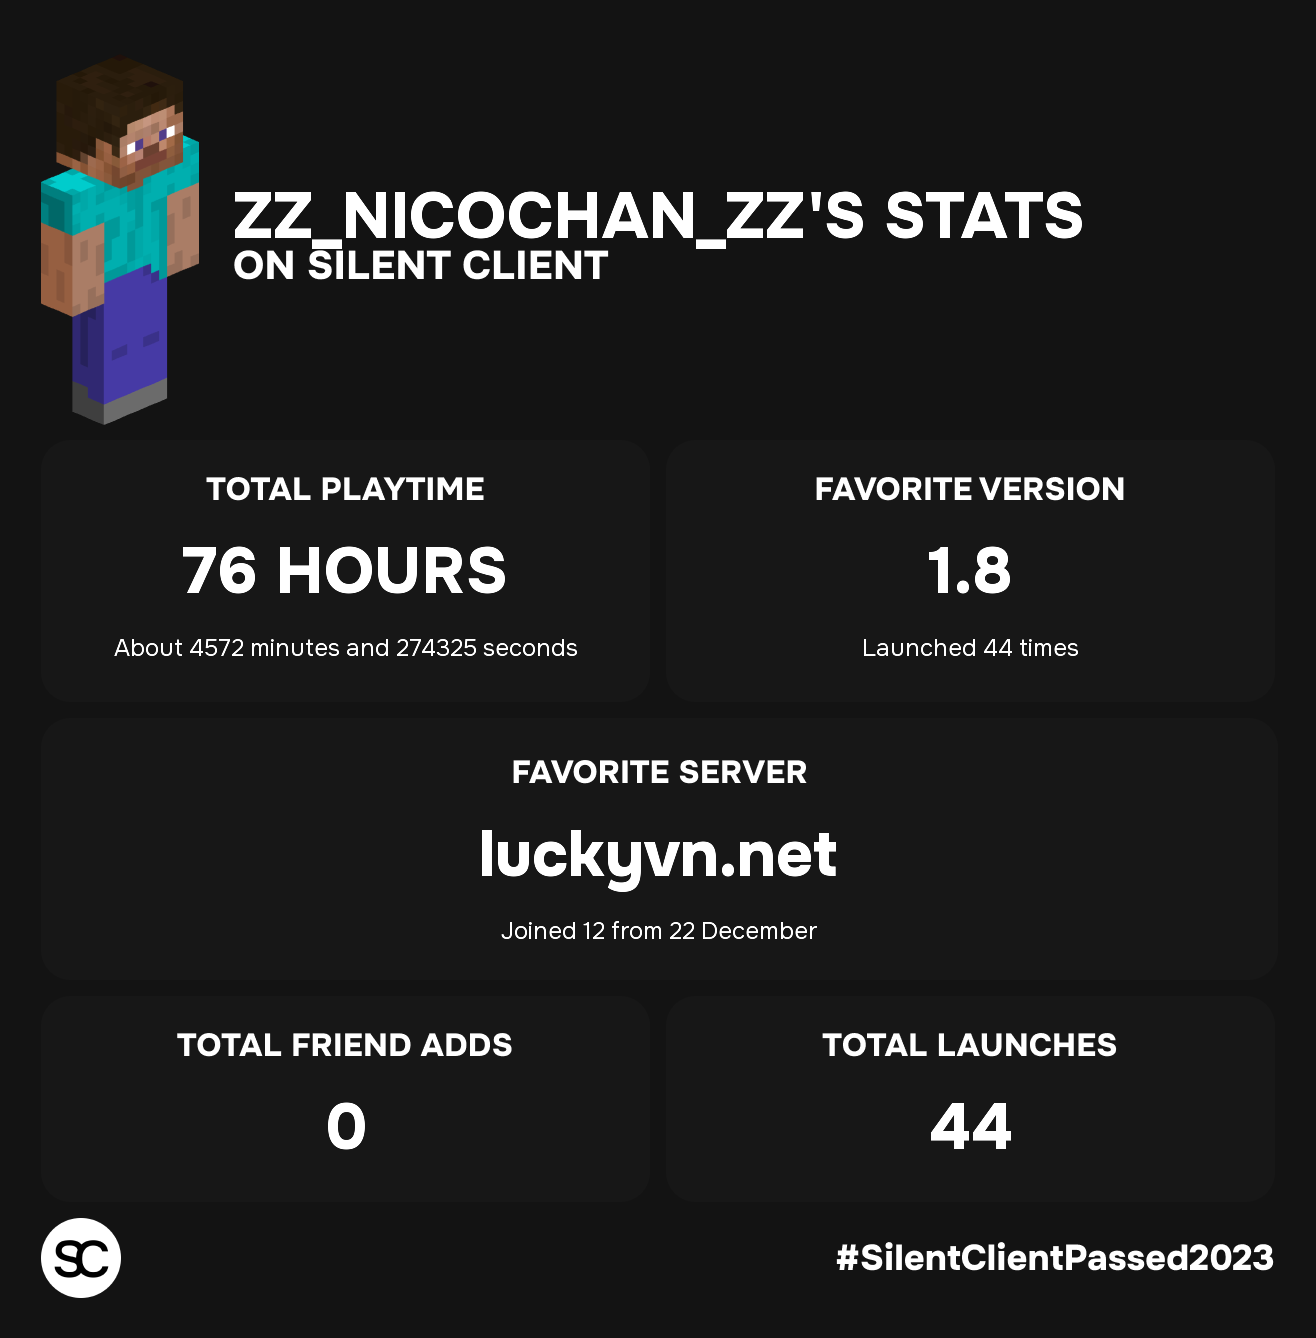 ZZ_NICOCHAN_ZZ'S STATS
ON SILENT CLIENT
TOTAL PLAYTIME
76 HOURS
About 4572 minutes and 274325 seconds
FAVORITE VERSION
1.8
Launched 44 times
FAVORITE SERVER
luckyvn.net
Joined 12 from 22 December
TOTAL FRIEND ADDS
0
TOTAL LAUNCHES
44
SC
#SilentClientPassed2023